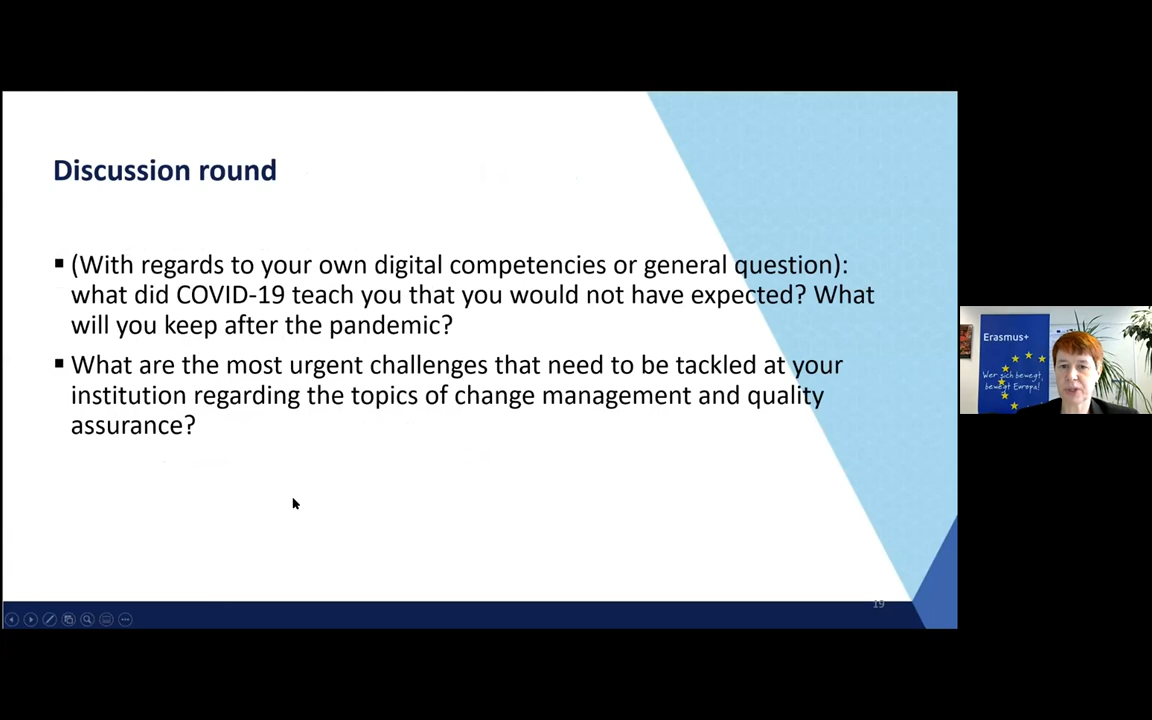 Discussion round
▪ (With regards to your own digital competencies or general question):
what did COVID-19 teach you that you would not have expected? What
will you keep after the pandemic?
▪ What are the most urgent challenges that need to be tackled at your
institution regarding the topics of change management and quality
assurance?
19
Erasmus+
Wer sich bewegt,
bewegt Europa!